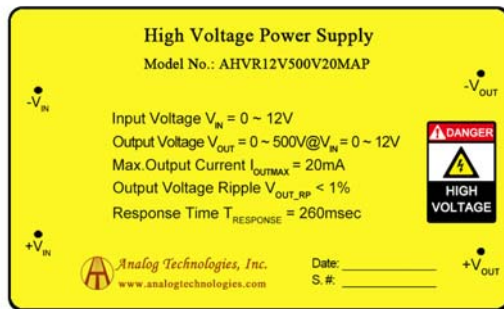 High Voltage Power Supply
Model No.: AHVR12V500V20MAP
-VIN
-VOUT
Input Voltage VIN = 0 ~ 12V
Output Voltage VOUT = 0 ~ 500V@VIN = 0 ~ 12V
Max.Output Current IOUTMAX = 20mA
Output Voltage Ripple VOUT_RP < 1%
Response Time TRESPONSE = 260msec
DANGER
HIGH
VOLTAGE
+VIN
+VOUT
AT
Analog Technologies, Inc.
www.analogtechnologies.com
Date:
S. #: